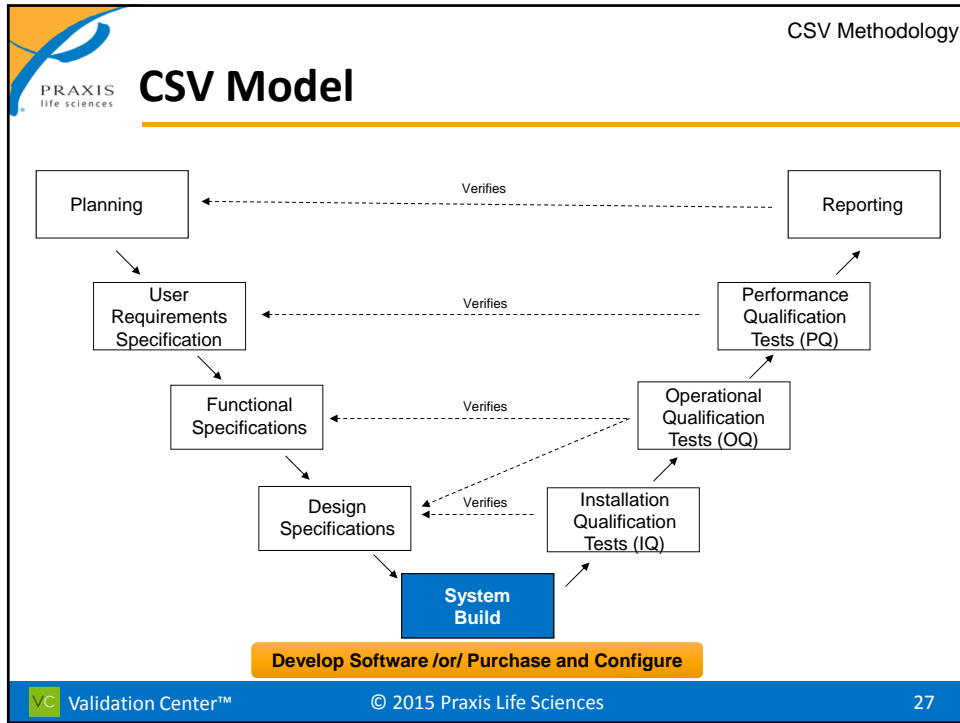 CSV Methodology
PRAXIS
life sciences
CSV Model
Planning
Verifies
Reporting
User
Requirements
Specification
Verifies
Performance
Qualification
Tests (PQ)
Functional
Specifications
Verifies
Operational
Qualification
Tests (OQ)
Design
Specifications
Verifies
Installation
Qualification
Tests (IQ)
System
Build
Develop Software /or/ Purchase and Configure
VC Validation Center™
© 2015 Praxis Life Sciences
27